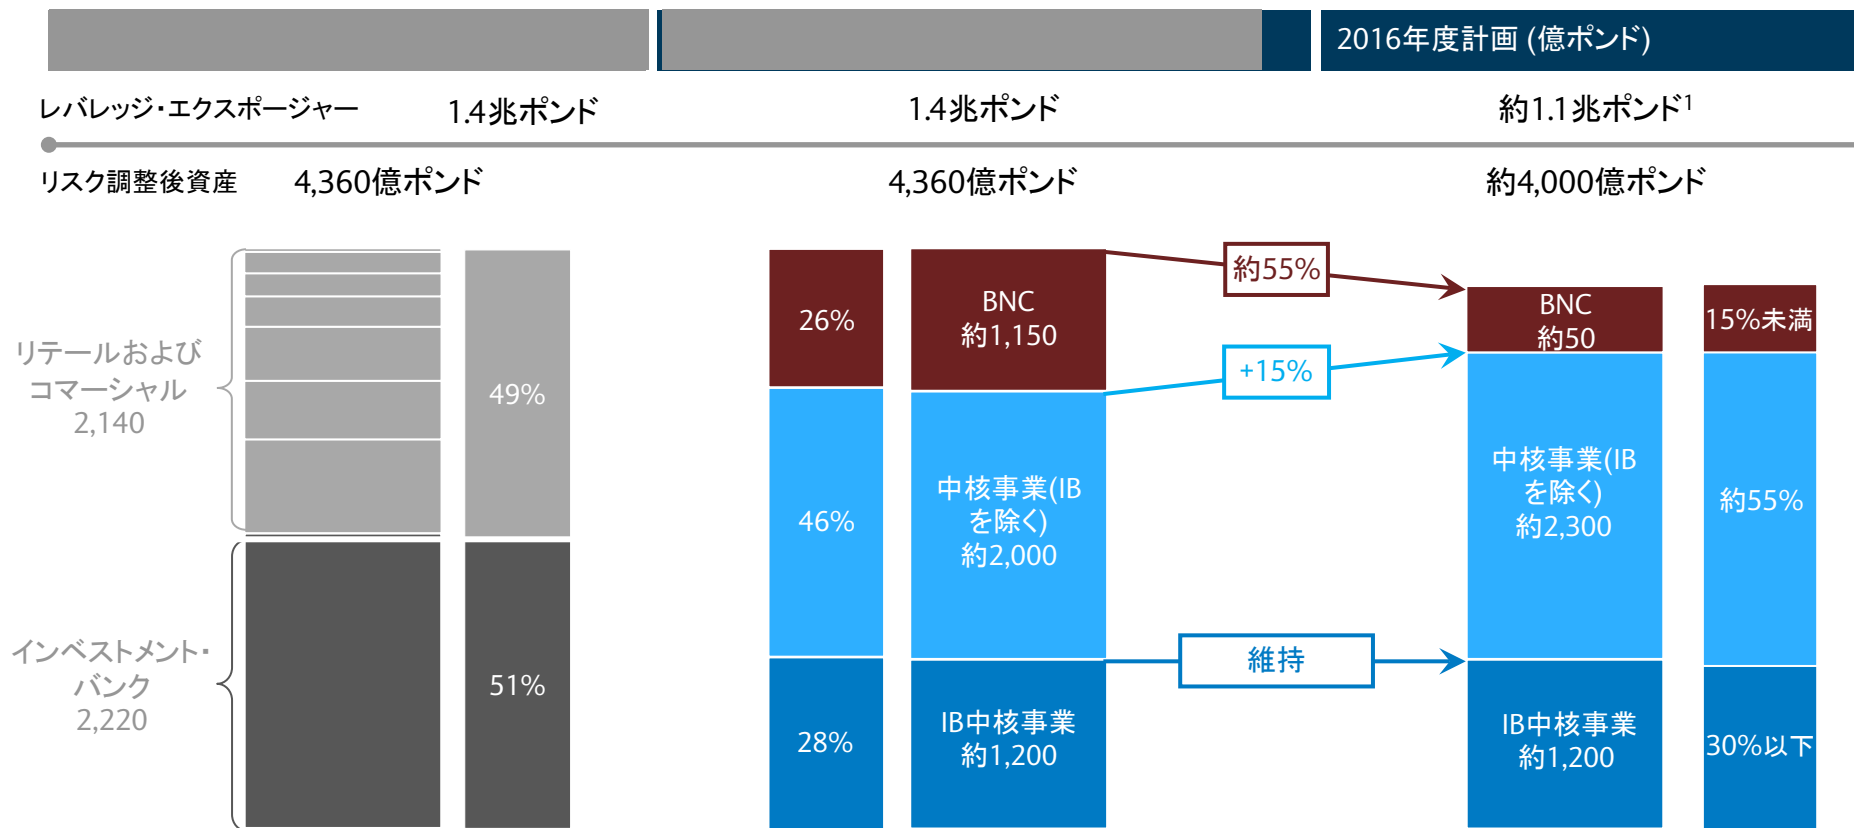 2016年度計画 (億ポンド)
レバレッジ・エクスポージャー 1.4兆ポンド 1.4兆ポンド 約1.1兆ポンド1
リスク調整後資産 4,360億ポンド 4,360億ポンド 約4,000億ポンド
リテールおよび
コマーシャル
2,140
49%
インベストメント・
バンク
2,220
51%
26%
46%
28%
BNC
約1,150
中核事業(IB
を除く)
約2,000
IB中核事業
約1,200
約55%
+15%
維持
BNC
約50
中核事業(IB
を除く)
約2,300
IB中核事業
約1,200
15%未満
約55%
30%以下